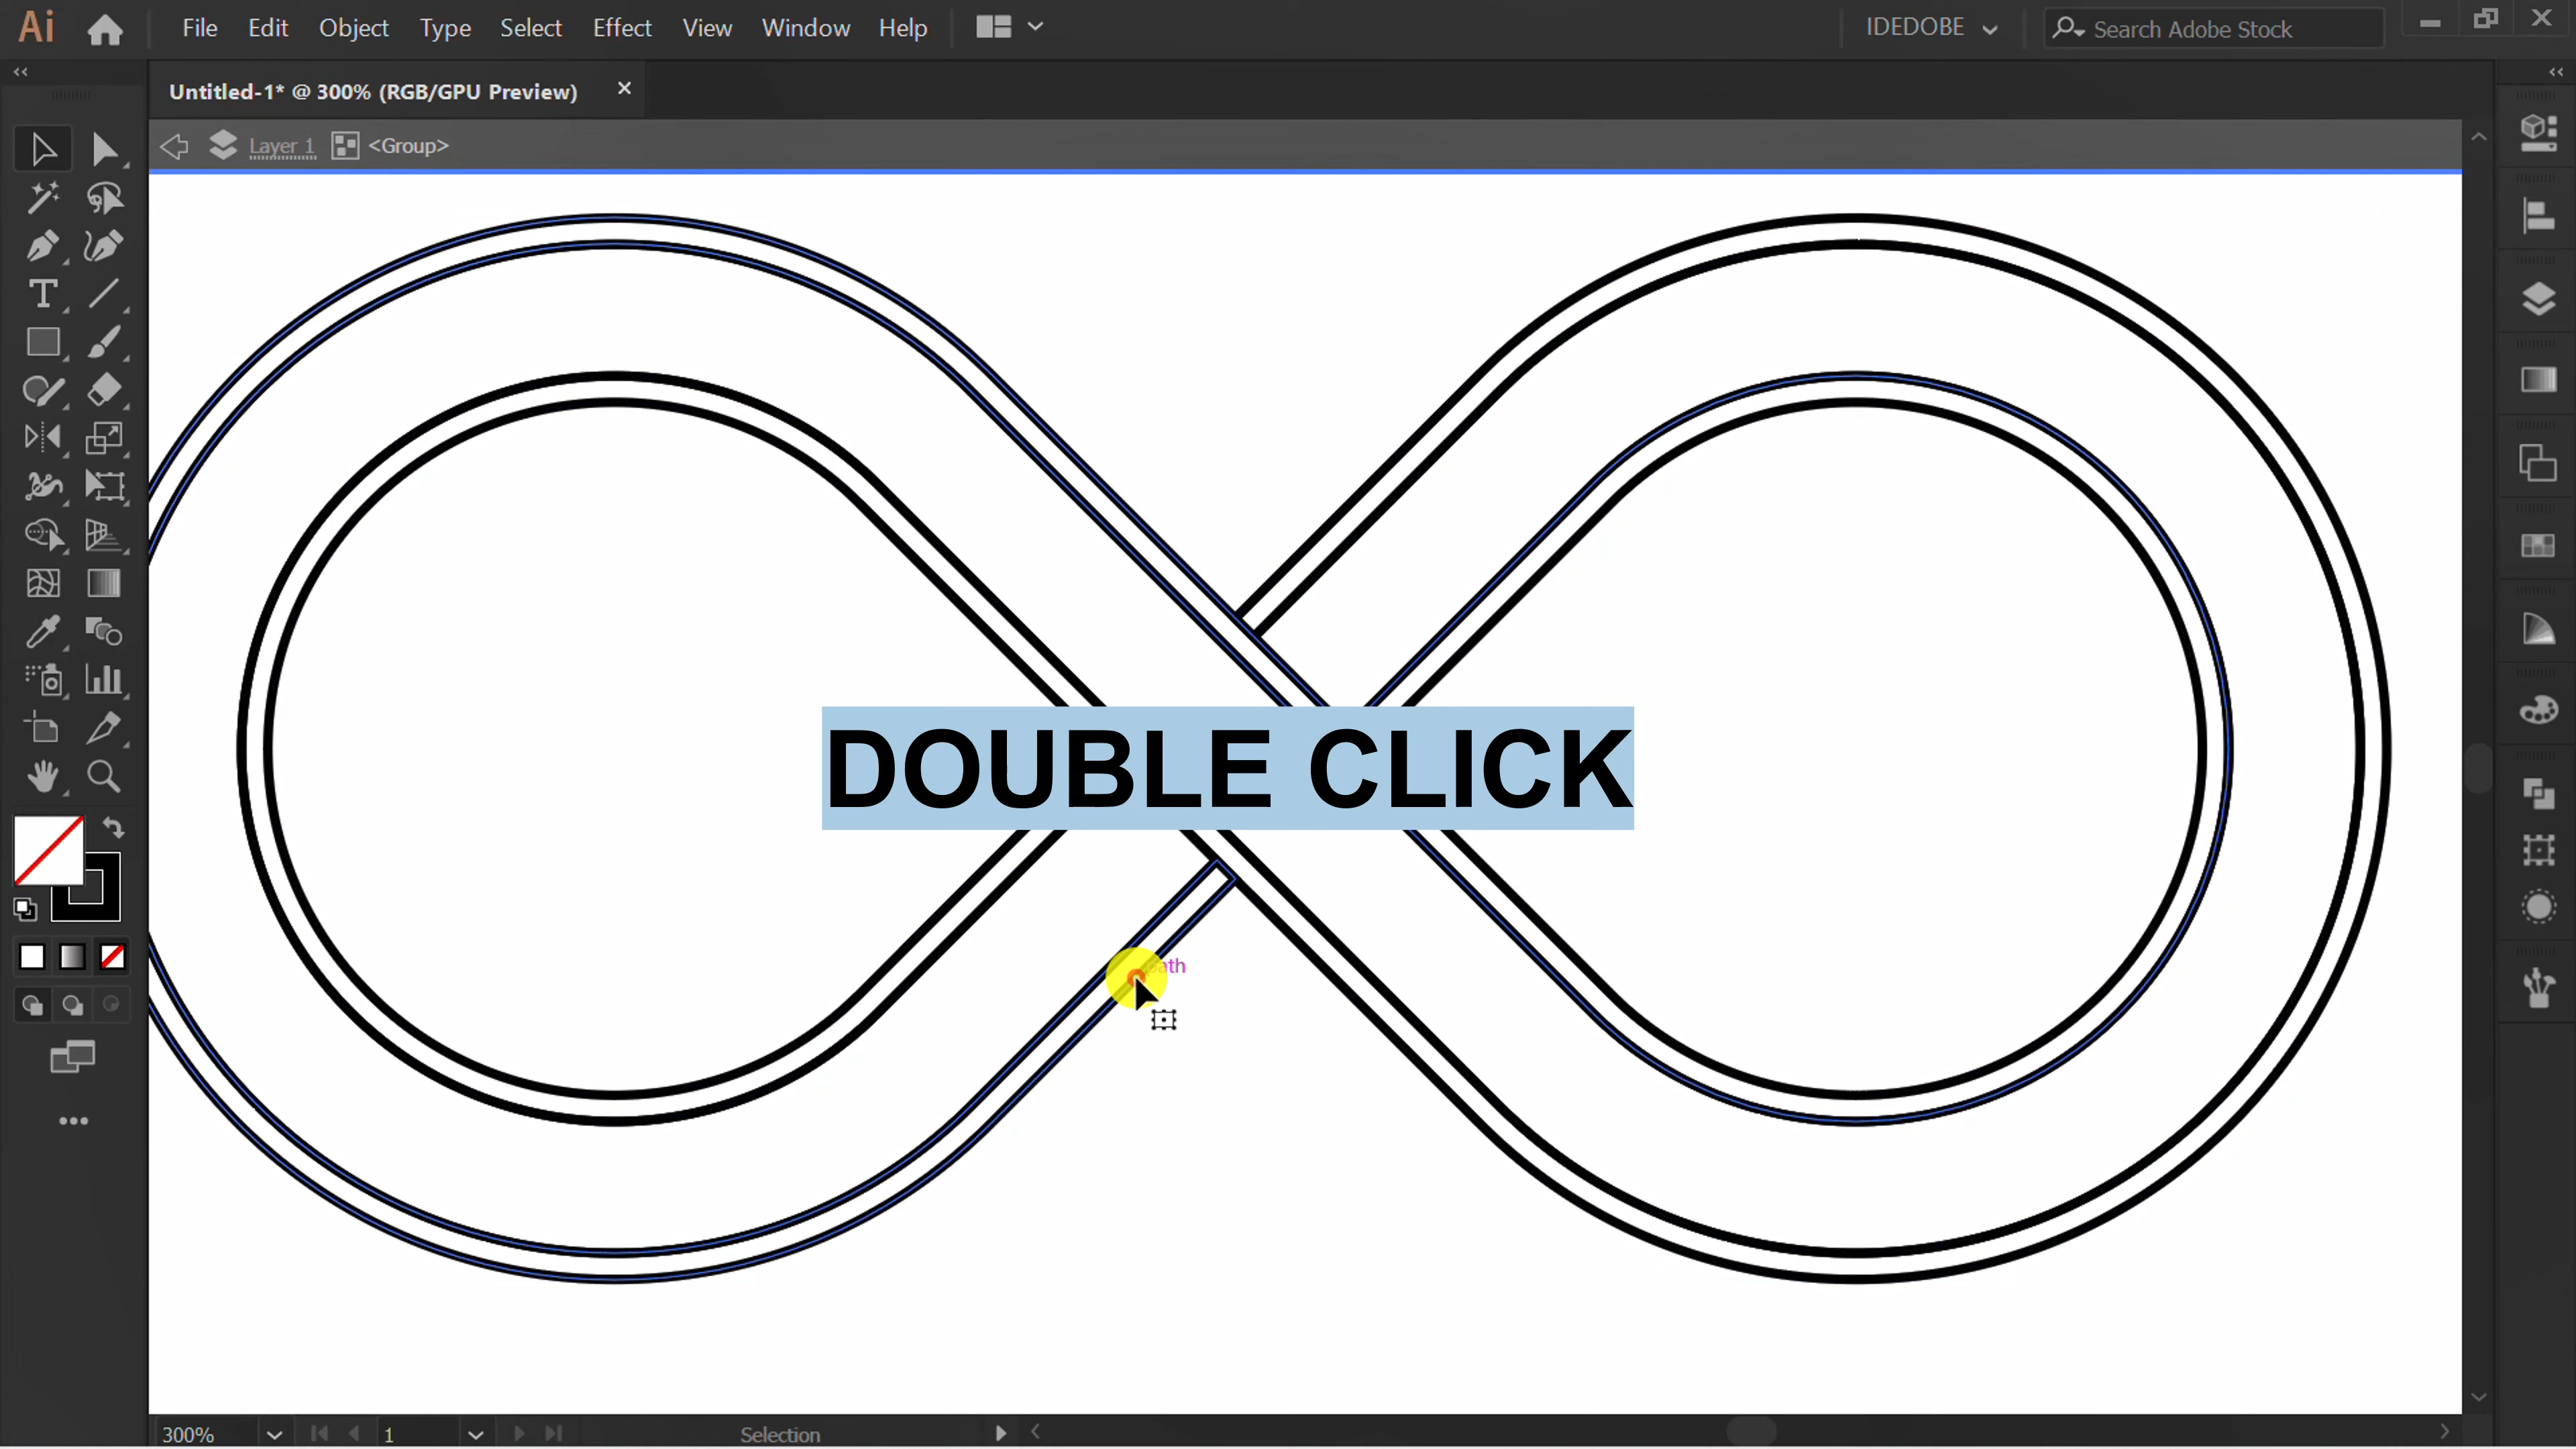 Ai File Edit Object Type Select Effect View Window Help IDEDOBE Search Adobe Stock
Untitled-1* @ 300% (RGB/GPU Preview)
Layer 1 <Group>
DOUBLE CLICK
path
300% 1 Selection